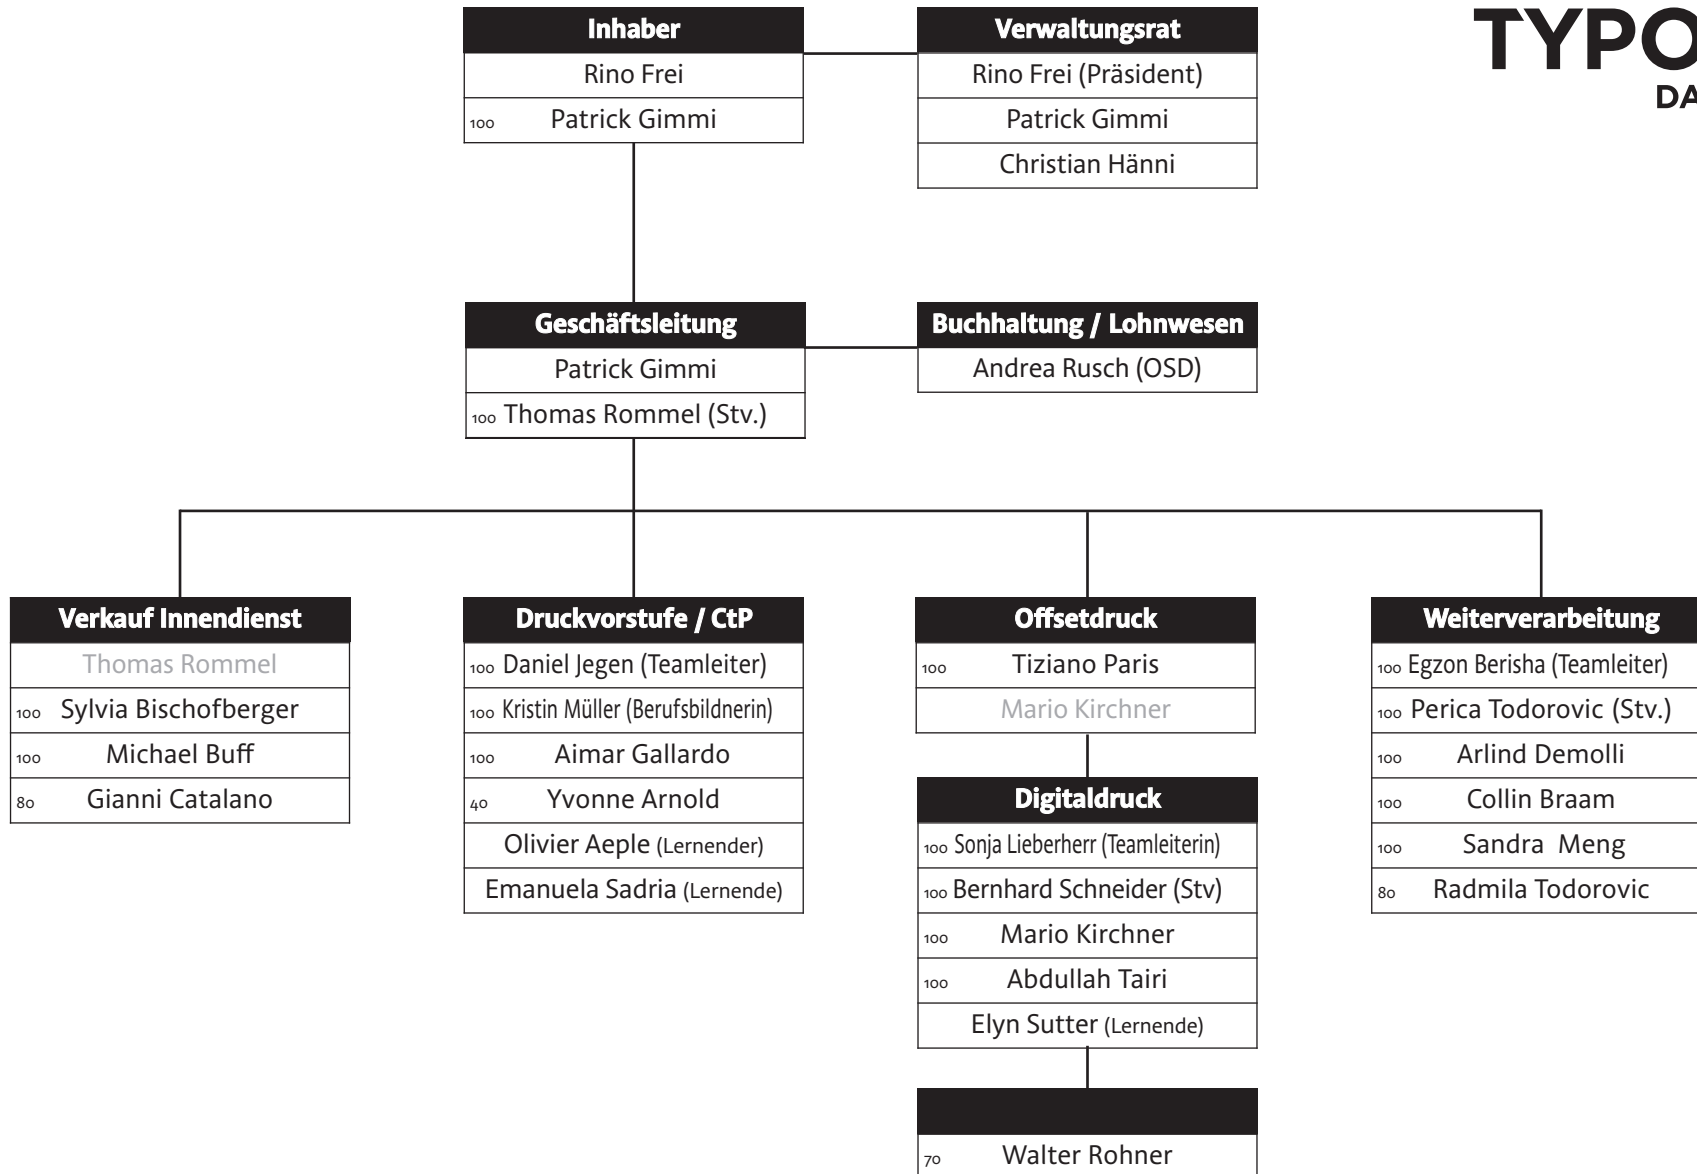 TYPO
DA
Inhaber
Rino Frei
100 Patrick Gimmi
Verwaltungsrat
Rino Frei (Präsident)
Patrick Gimmi
Christian Hänni
Geschäftsleitung
Patrick Gimmi
100 Thomas Rommel (Stv.)
Buchhaltung / Lohnwesen
Andrea Rusch (OSD)
Verkauf Innendienst
Thomas Rommel
100 Sylvia Bischofberger
100 Michael Buff
80 Gianni Catalano
Druckvorstufe / CtP
100 Daniel Jegen (Teamleiter)
100 Kristin Müller (Berufsbildnerin)
100 Aimar Gallardo
40 Yvonne Arnold
Olivier Aeple (Lernender)
Emanuela Sadria (Lernende)
Offsetdruck
100 Tiziano Paris
Mario Kirchner
Digitaldruck
100 Sonja Lieberherr (Teamleiterin)
100 Bernhard Schneider (Stv)
100 Mario Kirchner
100 Abdullah Tairi
Elyn Sutter (Lernende)
70 Walter Rohner
Weiterverarbeitung
100 Egzon Berisha (Teamleiter)
100 Perica Todorovic (Stv.)
100 Arlind Demolli
100 Collin Braam
100 Sandra Meng
80 Radmila Todorovic